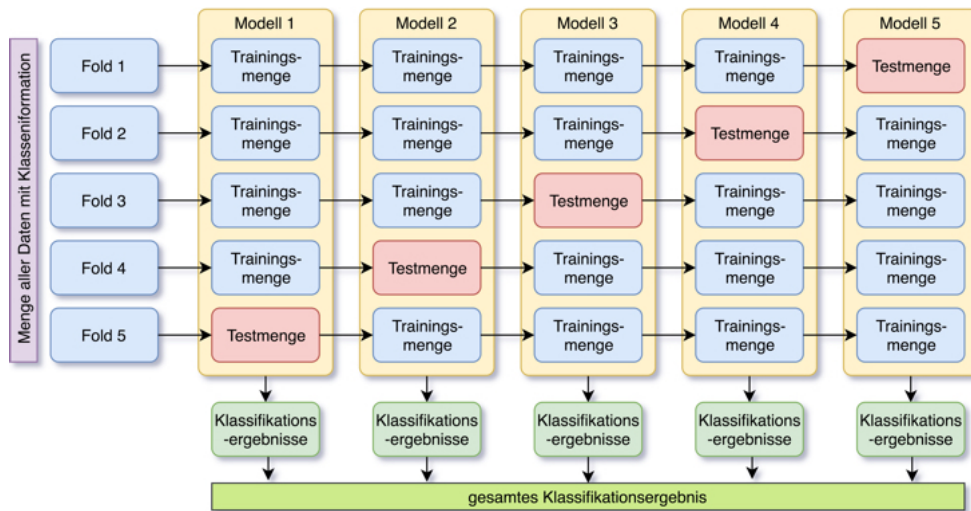 Modell 1
Modell 2
Modell 3
Modell 4
Modell 5
Menge aller Daten mit Klasseniformation
Fold 1
Trainings-
menge
Trainings-
menge
Trainings-
menge
Trainings-
menge
Testmenge
Fold 2
Trainings-
menge
Trainings-
menge
Trainings-
menge
Testmenge
Trainings-
menge
Fold 3
Trainings-
menge
Trainings-
menge
Testmenge
Trainings-
menge
Trainings-
menge
Fold 4
Trainings-
menge
Testmenge
Trainings-
menge
Trainings-
menge
Trainings-
menge
Fold 5
Testmenge
Trainings-
menge
Trainings-
menge
Trainings-
menge
Trainings-
menge
Klassifikations
-ergebnisse
Klassifikations
-ergebnisse
Klassifikations
-ergebnisse
Klassifikations
-ergebnisse
Klassifikations
-ergebnisse
gesamtes Klassifikationsergebnis